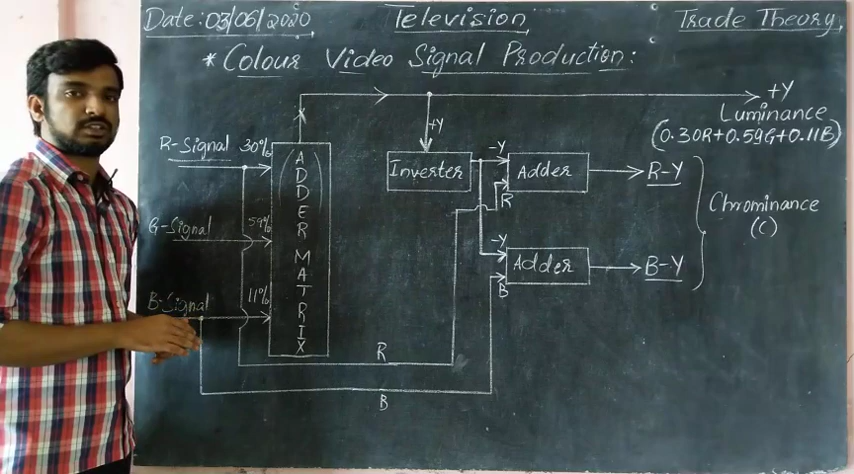 Date:03/06/2020 Television Trade Theory
* Colour Video Signal Production:
+Y
Luminance
(0.30R+0.59G+0.11B)
+Y
R-Signal 30%
G-Signal 59%
B-Signal 11%
(ADDER MATRIX)
Inverter
-Y
R
Adder
R-Y
-Y
B
Adder
B-Y
Chrominance
(C)
R
B